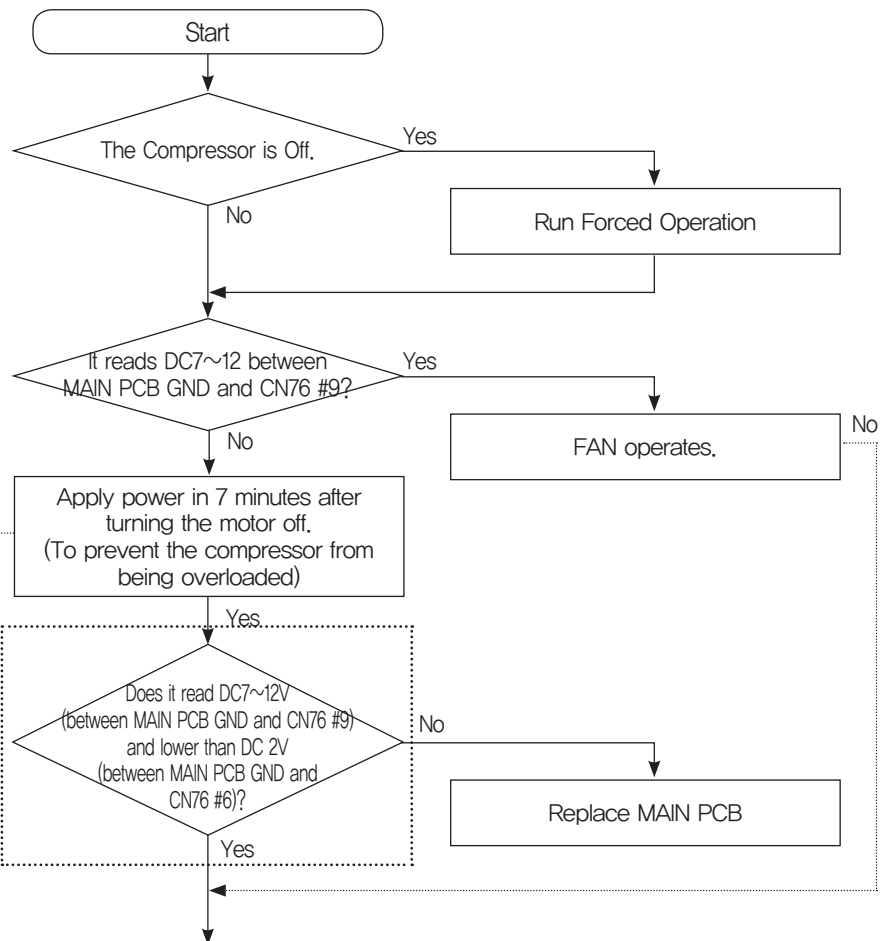 Start
The Compressor is Off.
Yes
No
Run Forced Operation
It reads DC7~12 between
MAIN PCB GND and CN76 #9?
Yes
No
FAN operates.
No
Apply power in 7 minutes after
turning the motor off.
(To prevent the compressor from
being overloaded)
Yes
Does it read DC7~12V
(between MAIN PCB GND and CN76 #9)
and lower than DC 2V
(between MAIN PCB GND and
CN76 #6)?
No
Yes
Replace MAIN PCB